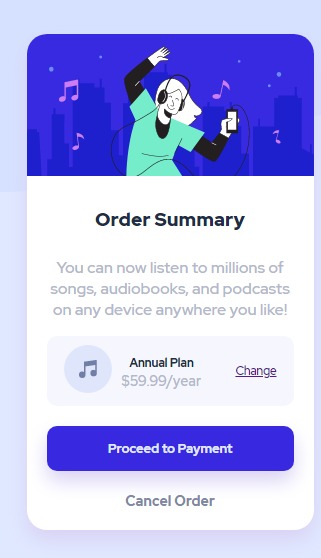 Order Summary
You can now listen to millions of
songs, audiobooks, and podcasts
on any device anywhere you like!
Annual Plan
$59.99/year
Change
Proceed to Payment
Cancel Order